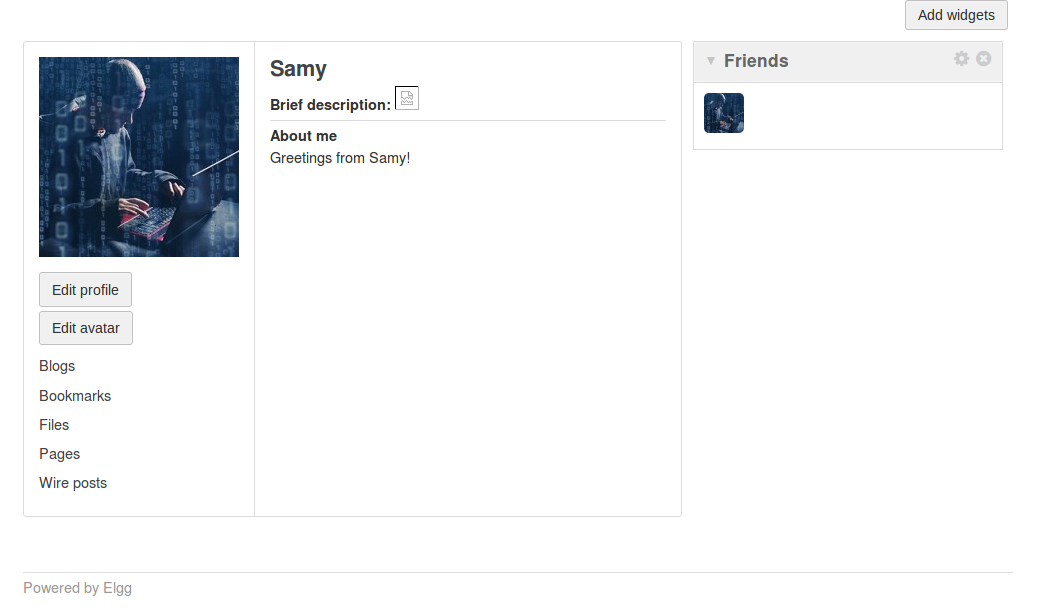 Add widgets
Samy
Brief description:
About me
Greetings from Samy!
Edit profile
Edit avatar
Blogs
Bookmarks
Files
Pages
Wire posts
Friends
Powered by Elgg